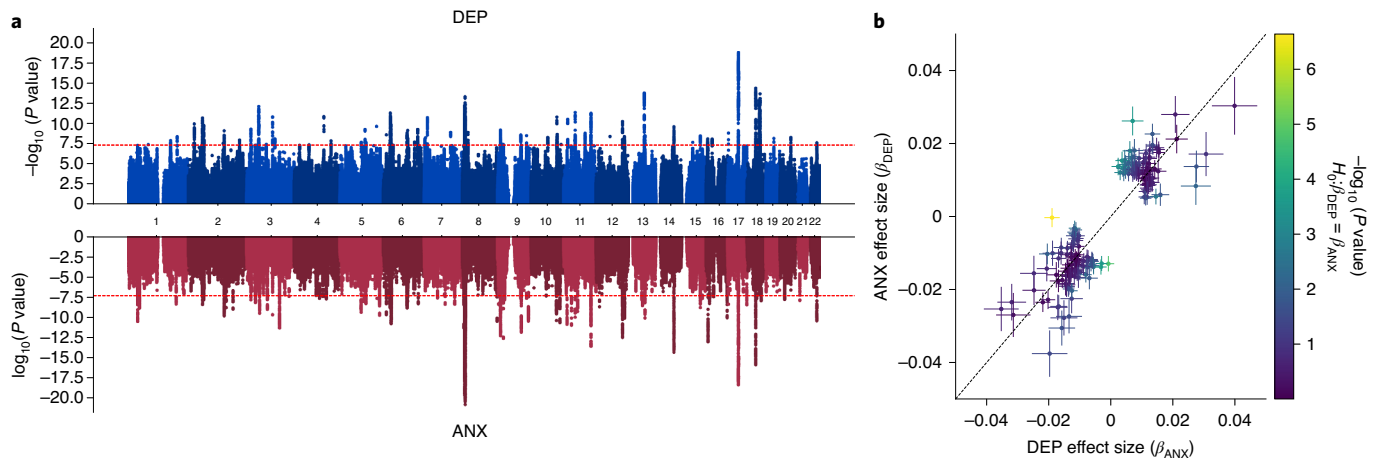 a
DEP
20.0
17.5
15.0
12.5
10.0
7.5
5.0
2.5
0
−log10 (P value)
1 2 3 4 5 6 7 8 9 10 11 12 13 14 15 16 17 18 19 20 21 22
0
−2.5
−5.0
−7.5
−10.0
−12.5
−15.0
−17.5
−20.0
log10(P value)
ANX
b
0.04
0.02
0
−0.02
−0.04
ANX effect size (βDEP)
−0.04 −0.02 0 0.02 0.04
DEP effect size (βANX)
6
5
4
3
2
1
−log10 (P value)
H0:βDEP = βANX